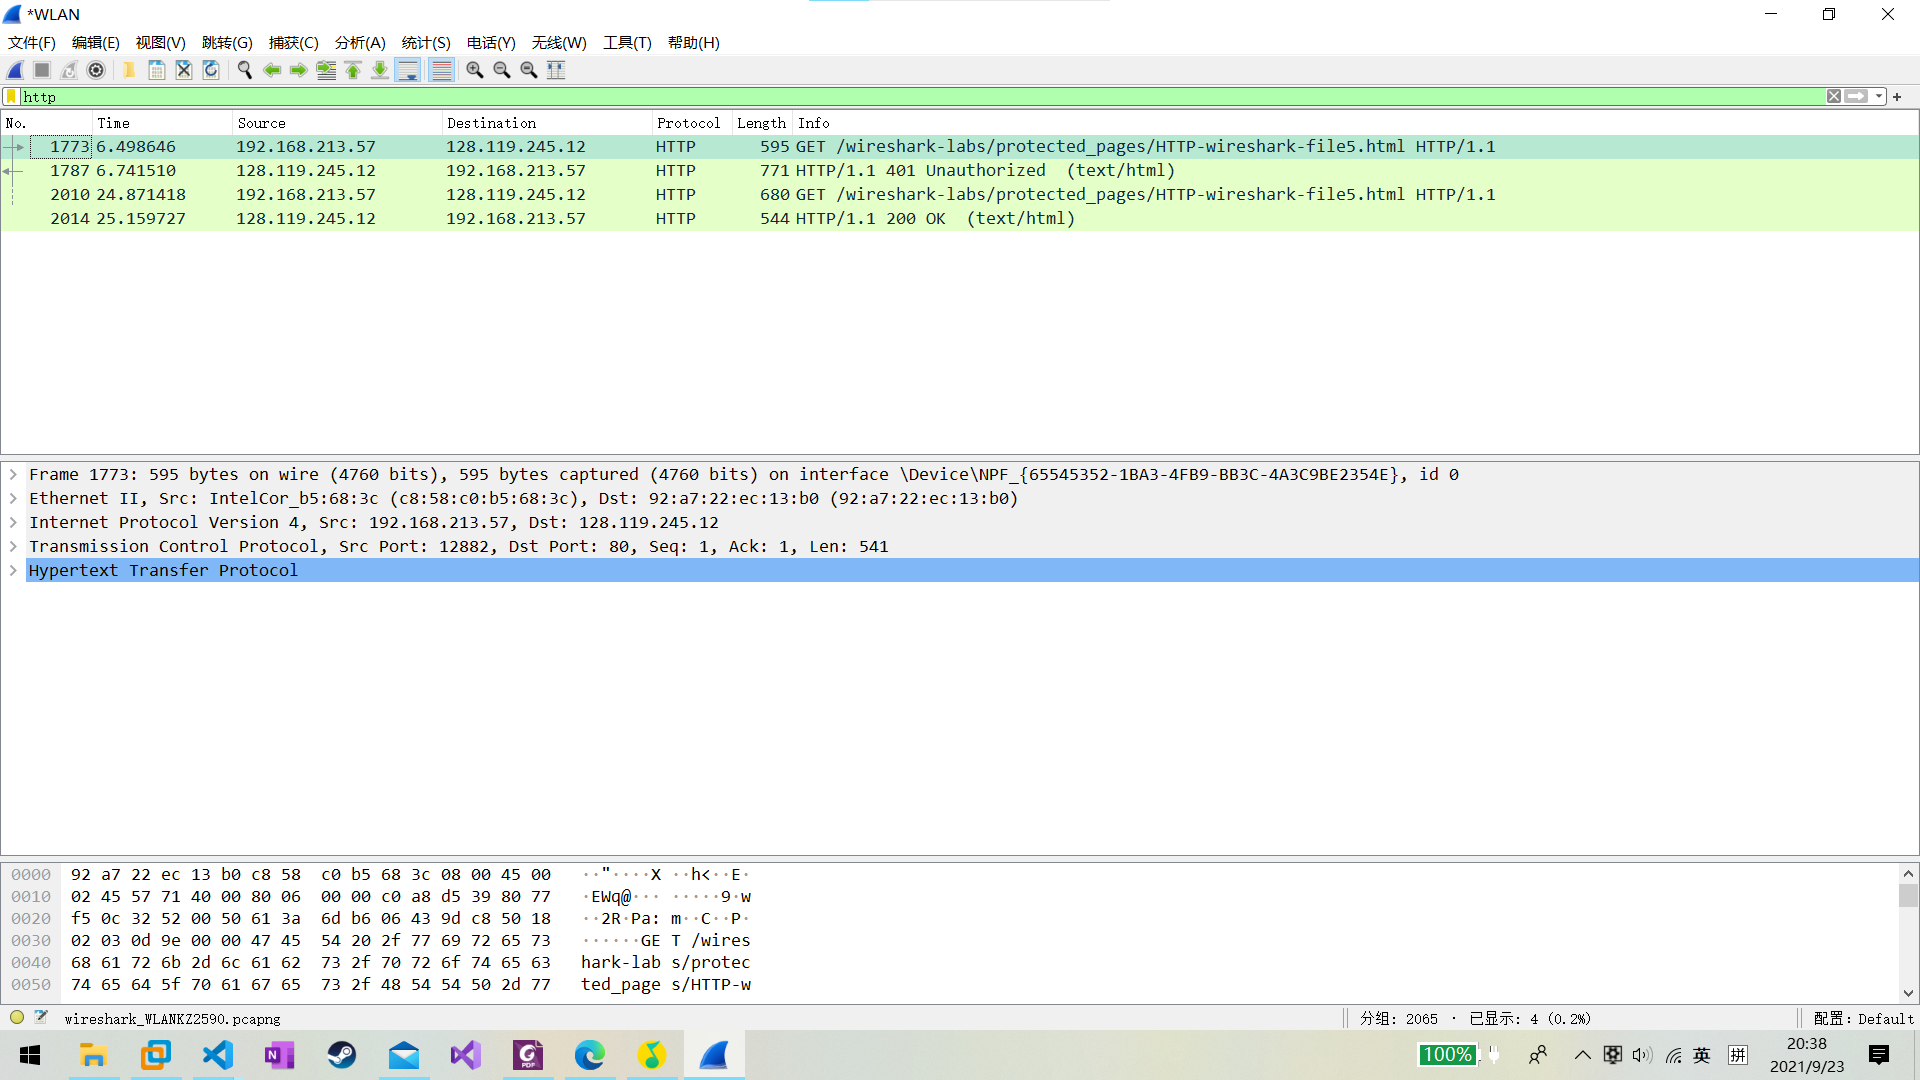 *WLAN
文件(F) 编辑(E) 视图(V) 跳转(G) 捕获(C) 分析(A) 统计(S) 电话(Y) 无线(W) 工具(T) 帮助(H)
http
No. Time Source Destination Protocol Length Info
1773 6.498646 192.168.213.57 128.119.245.12 HTTP 595 GET /wireshark-labs/protected_pages/HTTP-wireshark-file5.html HTTP/1.1
1787 6.741510 128.119.245.12 192.168.213.57 HTTP 771 HTTP/1.1 401 Unauthorized (text/html)
2010 24.871418 192.168.213.57 128.119.245.12 HTTP 680 GET /wireshark-labs/protected_pages/HTTP-wireshark-file5.html HTTP/1.1
2014 25.159727 128.119.245.12 192.168.213.57 HTTP 544 HTTP/1.1 200 OK (text/html)
Frame 1773: 595 bytes on wire (4760 bits), 595 bytes captured (4760 bits) on interface \Device\NPF_{65545352-1BA3-4FB9-BB3C-4A3C9BE2354E}, id 0
Ethernet II, Src: IntelCor_b5:68:3c (c8:58:c0:b5:68:3c), Dst: 92:a7:22:ec:13:b0 (92:a7:22:ec:13:b0)
Internet Protocol Version 4, Src: 192.168.213.57, Dst: 128.119.245.12
Transmission Control Protocol, Src Port: 12882, Dst Port: 80, Seq: 1, Ack: 1, Len: 541
Hypertext Transfer Protocol
0000 92 a7 22 ec 13 b0 c8 58 c0 b5 68 3c 08 00 45 00 ··"····X ··h<··E·
0010 02 45 57 71 40 00 80 06 00 00 c0 a8 d5 39 80 77 ·EWq@··· ·····9·w
0020 f5 0c 32 52 00 50 61 3a 6d b6 06 43 9d c8 50 18 ··2R·Pa: m··C··P·
0030 02 03 0d 9e 00 00 47 45 54 20 2f 77 69 72 65 73 ······GE T /wires
0040 68 61 72 6b 2d 6c 61 62 73 2f 70 72 6f 74 65 63 hark-lab s/protec
0050 74 65 64 5f 70 61 67 65 73 2f 48 54 54 50 2d 77 ted_page s/HTTP-w
wireshark_WLANKZ2590.pcapng 分组: 2065 · 已显示: 4 (0.2%) 配置: Default
100% 英 拼 20:38
2021/9/23